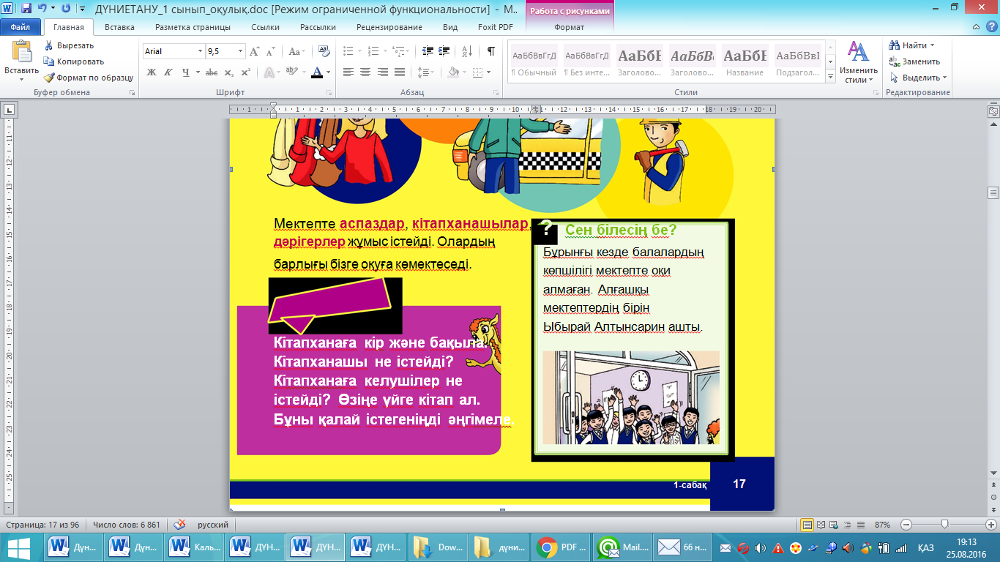 ДҮНИЕТАНУ_1 сынып_оқулық.doc [Режим ограниченной функциональности] - M..
Работа с рисунками
Файл
Главная
Вставка
Разметка страницы
Ссылки
Рассылки
Рецензирование
Вид
Foxit PDF
Формат
Вставить
Вырезать
Копировать
Формат по образцу
Буфер обмена
Arial
9,5
Шрифт
Абзац
АаБбВвГгД
АаБбВвГгД
АаБбІ
АаБбВ
АаБбІ
АаБбВвІ
¶ Обычный
¶ Без инте...
Заголово...
Заголово...
Название
Подзагол...
Стили
Изменить стили
Найти
Заменить
Выделить
Редактирование
Мектепте аспаздар, кітапханашылар,
дәрігерлер жұмыс істейді. Олардың
барлығы бізге оқуға көмектеседі.
Кітапханаға кір және бақыла.
Кітапханашы не істейді?
Кітапханаға келушілер не
істейді? Өзіңе үйге кітап ал.
Бұны қалай істегеніңді әңгімеле.
? Сен білесің бе?
Бұрынғы кезде балалардың
көпшілігі мектепте оқи
алмаған. Алғашқы
мектептердің бірін
Ыбырай Алтынсарин ашты.
1-сабақ 17
Страница: 17 из 96
Число слов: 6 861
русский
87%
Дүн...
Дүн...
Каль...
ДҮН...
ДҮН...
ДҮН...
Dow...
дуни...
PDF ...
Mail....
66 н...
ҚАЗ
19:13
25.08.2016